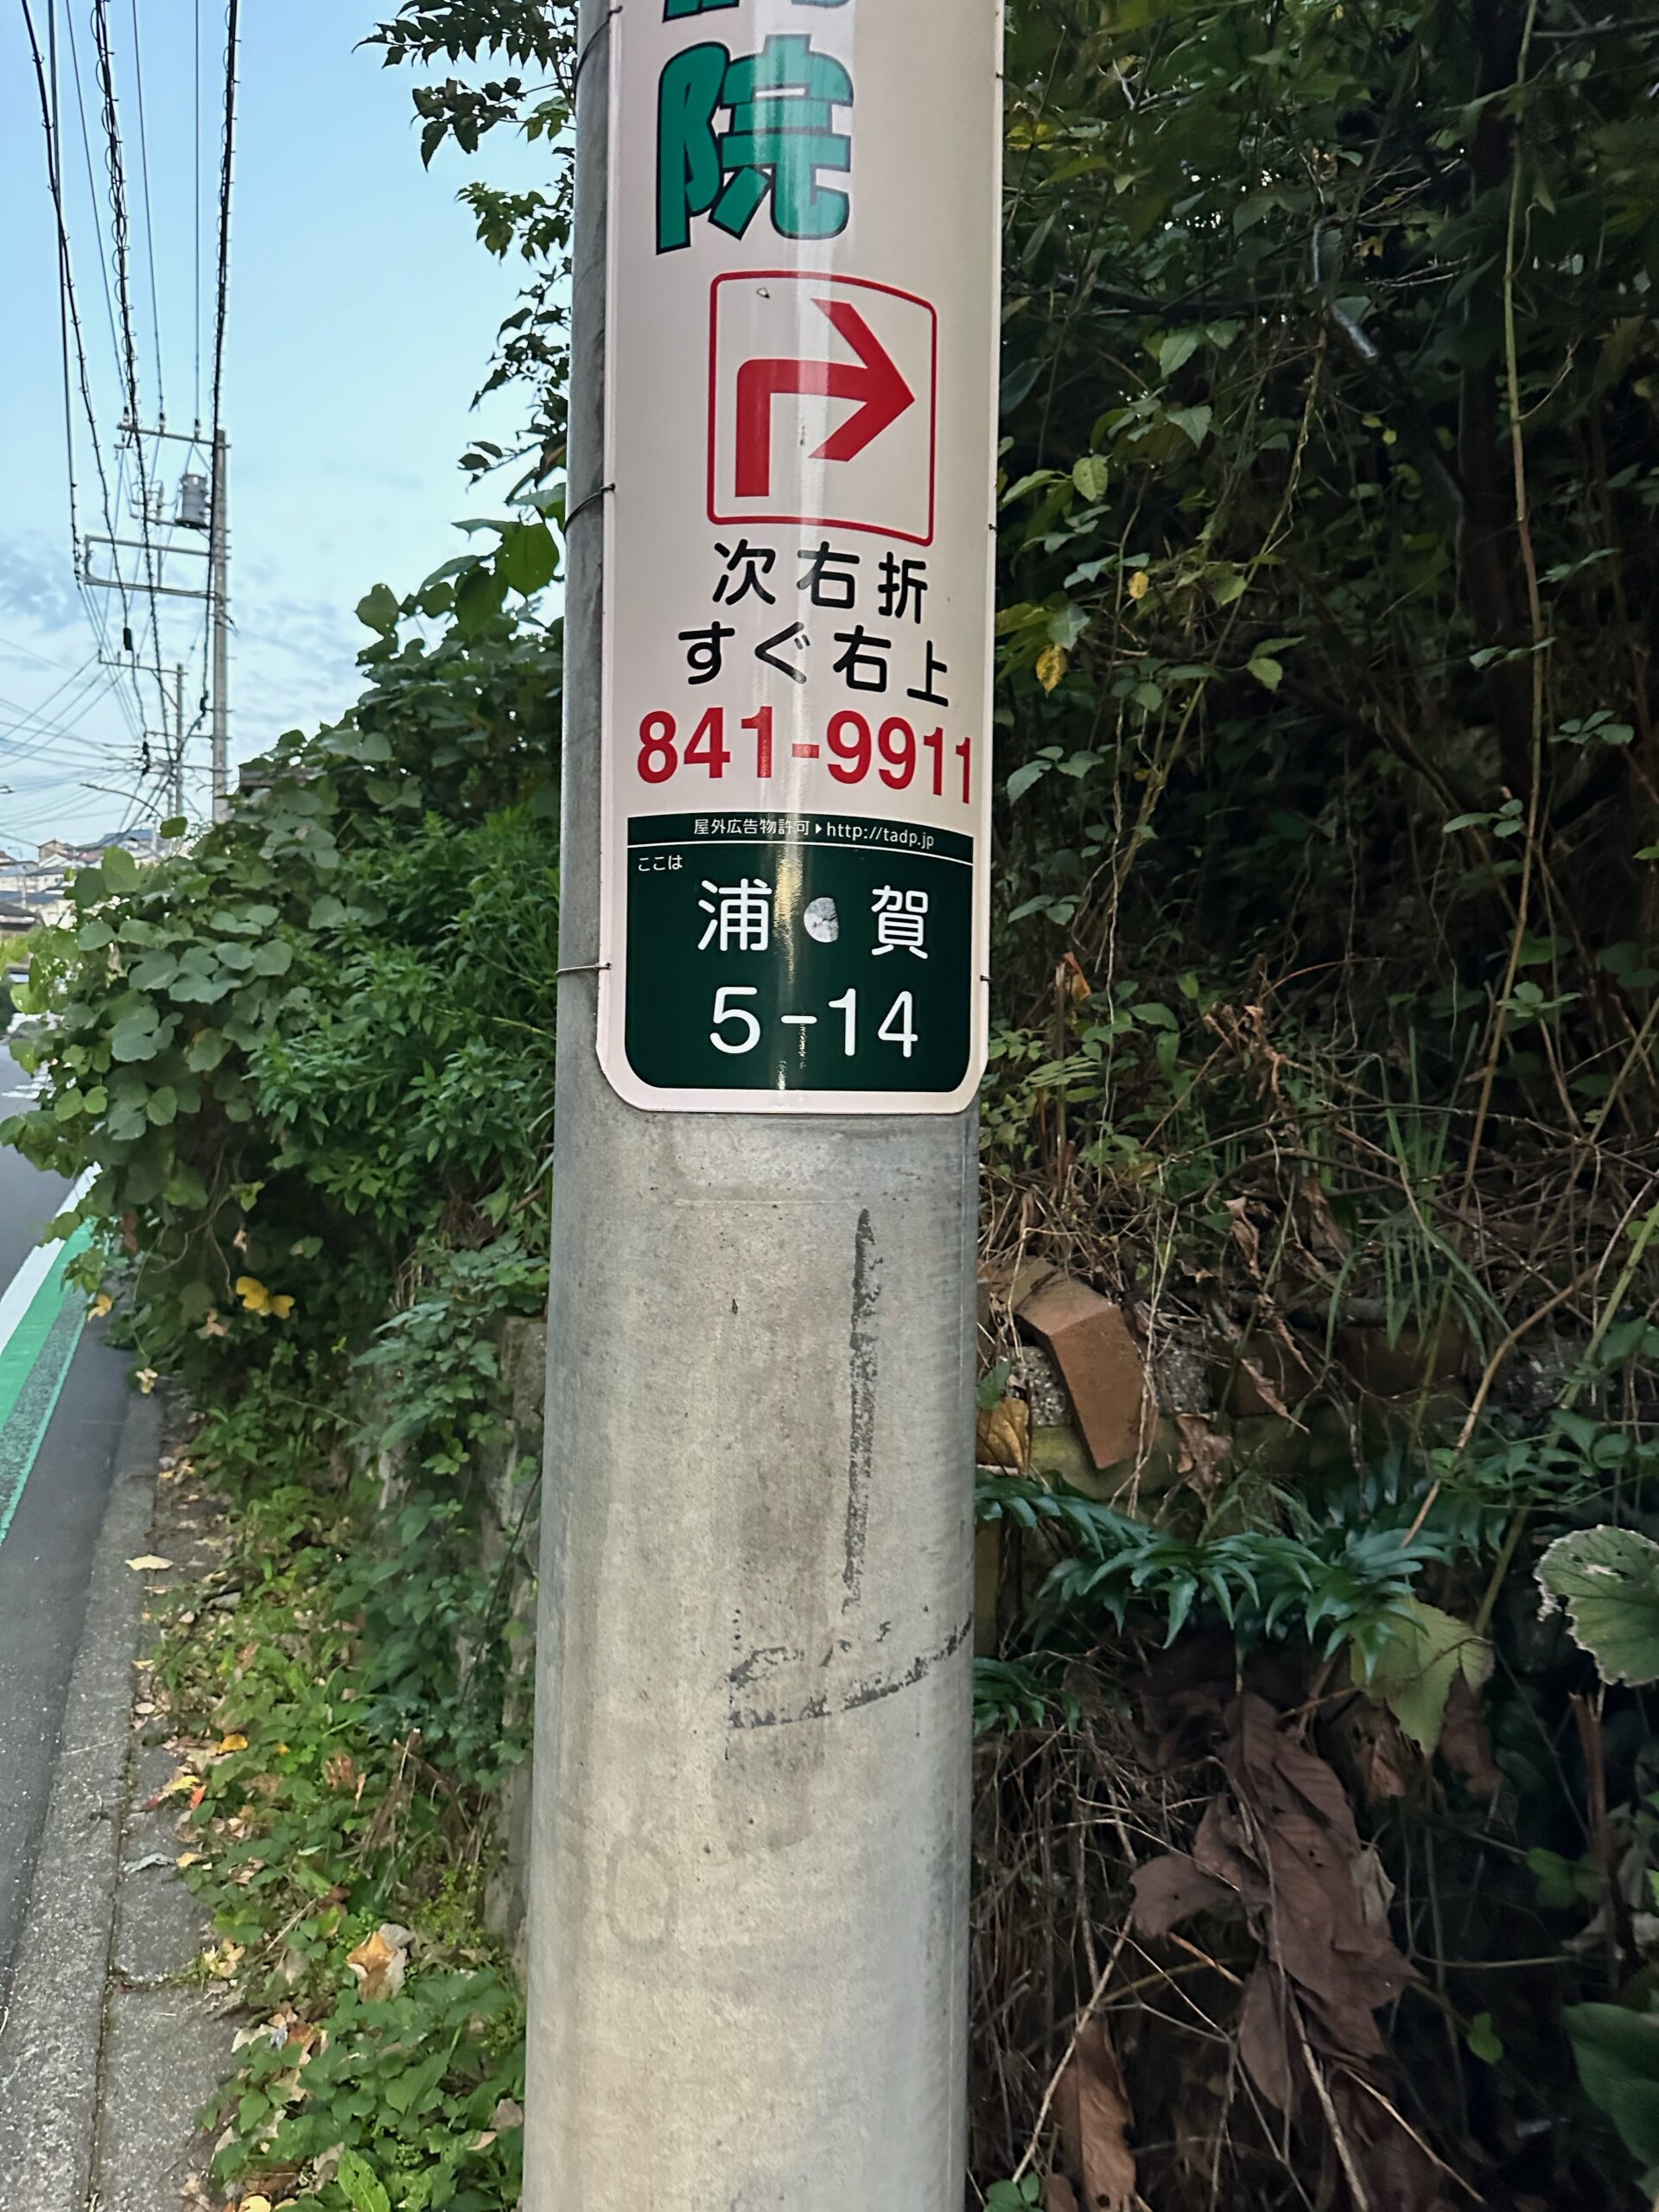 院
次右折
すぐ右上
841-9911
屋外広告物許可▶http://tadp.jp
ここは
浦賀
5-14